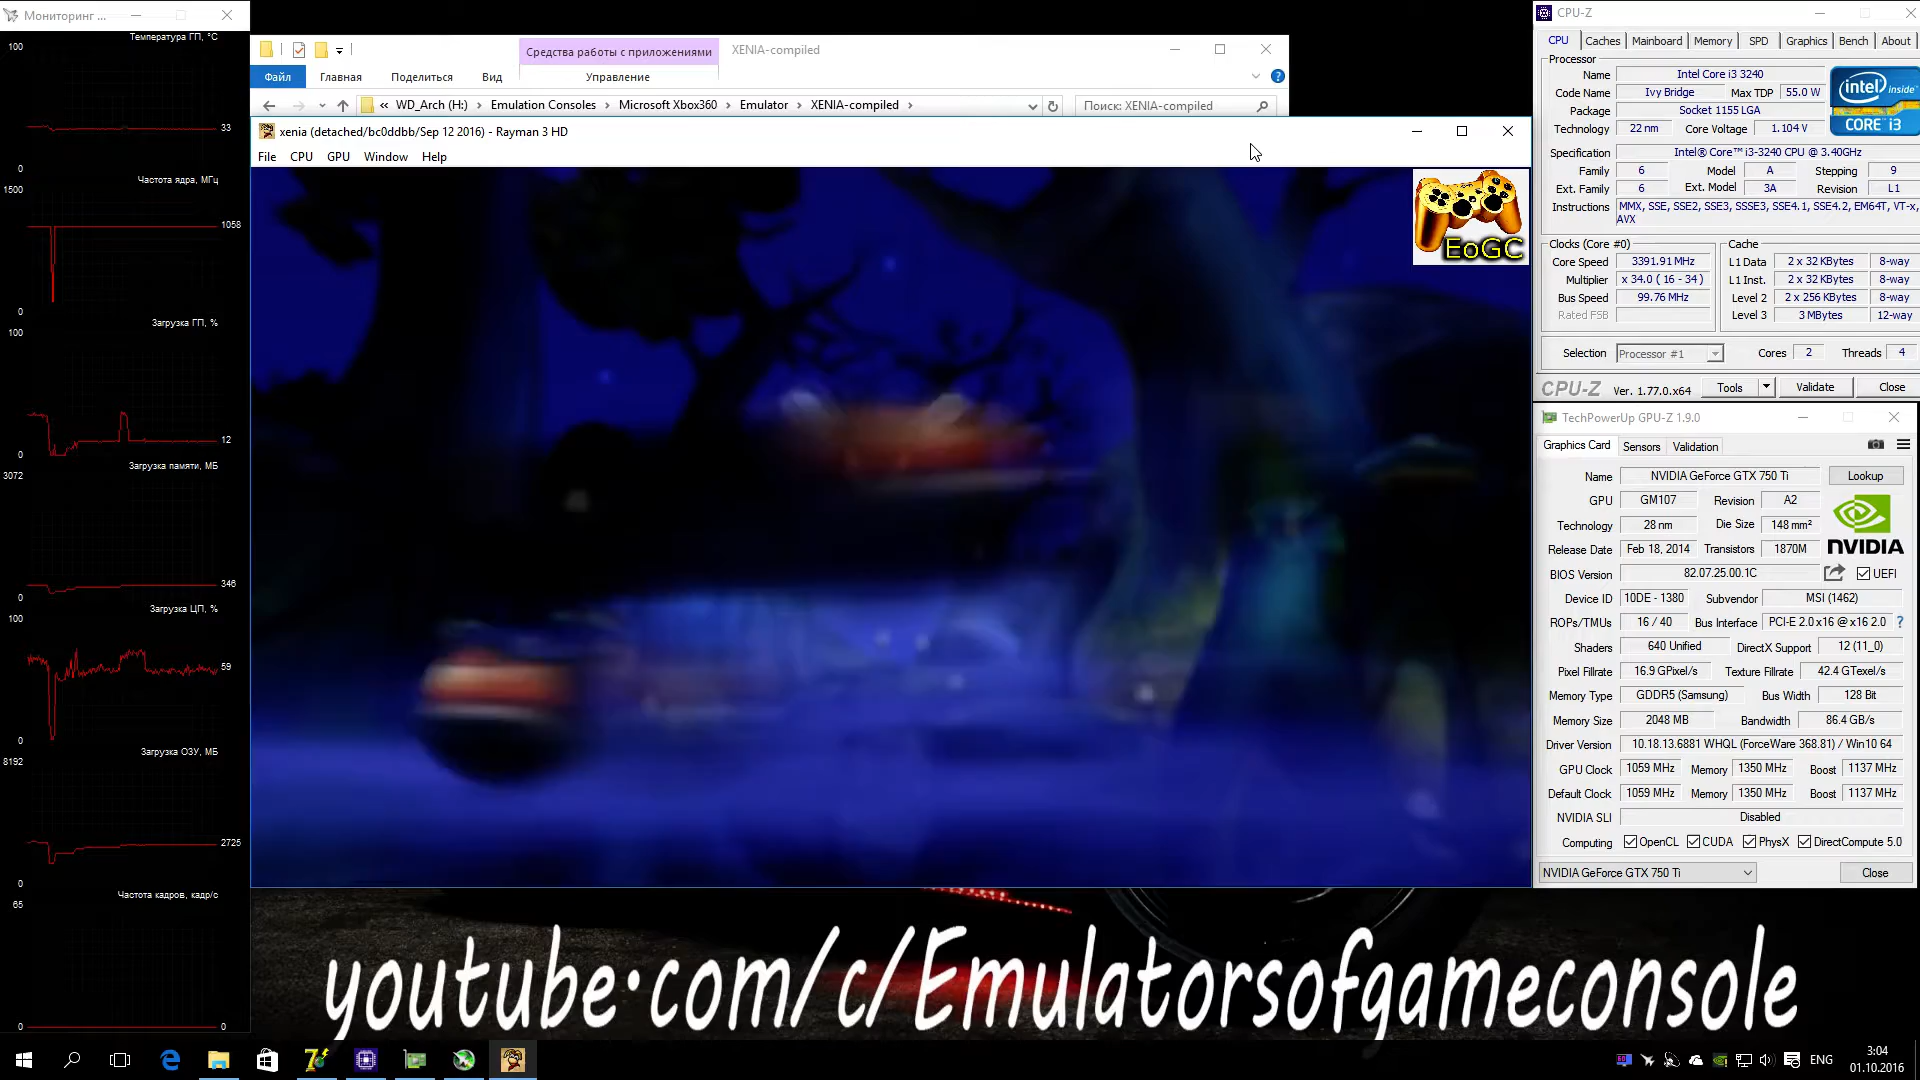 Мониторинг ...
Температура ГП, °C
100
33
0
Частота ядра, МГц
1500
1058
0
Загрузка ГП, %
100
12
0
Загрузка памяти, МБ
3072
346
0
Загрузка ЦП, %
100
59
0
Загрузка ОЗУ, МБ
8192
2725
0
Частота кадров, кадр/с
65
0
0
Средства работы с приложениями
XENIA-compiled
Файл
Главная
Поделиться
Вид
Управление
« WD_Arch (H:) Emulation Consoles Microsoft Xbox360 Emulator XENIA-compiled
Поиск: XENIA-compiled
xenia (detached/bc0ddbb/Sep 12 2016) - Rayman 3 HD
File CPU GPU Window Help
EoGC
CPU-Z
CPU Caches Mainboard Memory SPD Graphics Bench About
Processor
Name Intel Core i3 3240
Code Name Ivy Bridge Max TDP 55.0 W
Package Socket 1155 LGA
Technology 22 nm Core Voltage 1.104 V
intel inside
CORE i3
Specification Intel® Core™ i3-3240 CPU @ 3.40GHz
Family 6 Model A Stepping 9
Ext. Family 6 Ext. Model 3A Revision L1
Instructions MMX, SSE, SSE2, SSE3, SSSE3, SSE4.1, SSE4.2, EM64T, VT-x,
AVX
Clocks (Core #0)
Core Speed 3391.91 MHz
Multiplier x 34.0 ( 16 - 34 )
Bus Speed 99.76 MHz
Rated FSB
Cache
L1 Data 2 x 32 KBytes 8-way
L1 Inst. 2 x 32 KBytes 8-way
Level 2 2 x 256 KBytes 8-way
Level 3 3 MBytes 12-way
Selection Processor #1 Cores 2 Threads 4
CPU-Z Ver. 1.77.0.x64 Tools Validate Close
TechPowerUp GPU-Z 1.9.0
Graphics Card Sensors Validation
Name NVIDIA GeForce GTX 750 Ti Lookup
GPU GM107 Revision A2
Technology 28 nm Die Size 148 mm²
Release Date Feb 18, 2014 Transistors 1870M
NVIDIA
BIOS Version 82.07.25.00.1C UEFI
Device ID 10DE - 1380 Subvendor MSI (1462)
ROPs/TMUs 16 / 40 Bus Interface PCI-E 2.0 x16 @ x16 2.0 ?
Shaders 640 Unified DirectX Support 12 (11_0)
Pixel Fillrate 16.9 GPixel/s Texture Fillrate 42.4 GTexel/s
Memory Type GDDR5 (Samsung) Bus Width 128 Bit
Memory Size 2048 MB Bandwidth 86.4 GB/s
Driver Version 10.18.13.6881 WHQL (ForceWare 368.81) / Win10 64
GPU Clock 1059 MHz Memory 1350 MHz Boost 1137 MHz
Default Clock 1059 MHz Memory 1350 MHz Boost 1137 MHz
NVIDIA SLI Disabled
Computing OpenCL CUDA PhysX DirectCompute 5.0
NVIDIA GeForce GTX 750 Ti Close
youtube.com/c/Emulatorsofgameconsole
ENG
3:04
01.10.2016